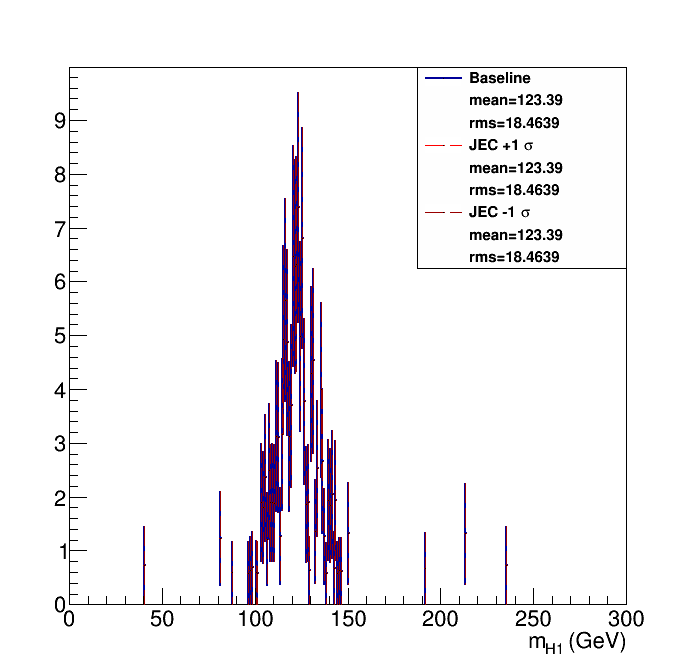 Baseline
mean=123.39
rms=18.4639
JEC +1 σ
mean=123.39
rms=18.4639
JEC -1 σ
mean=123.39
rms=18.4639
9
8
7
6
5
4
3
2
1
0
0 50 100 150 200 250 300
m_H1 (GeV)